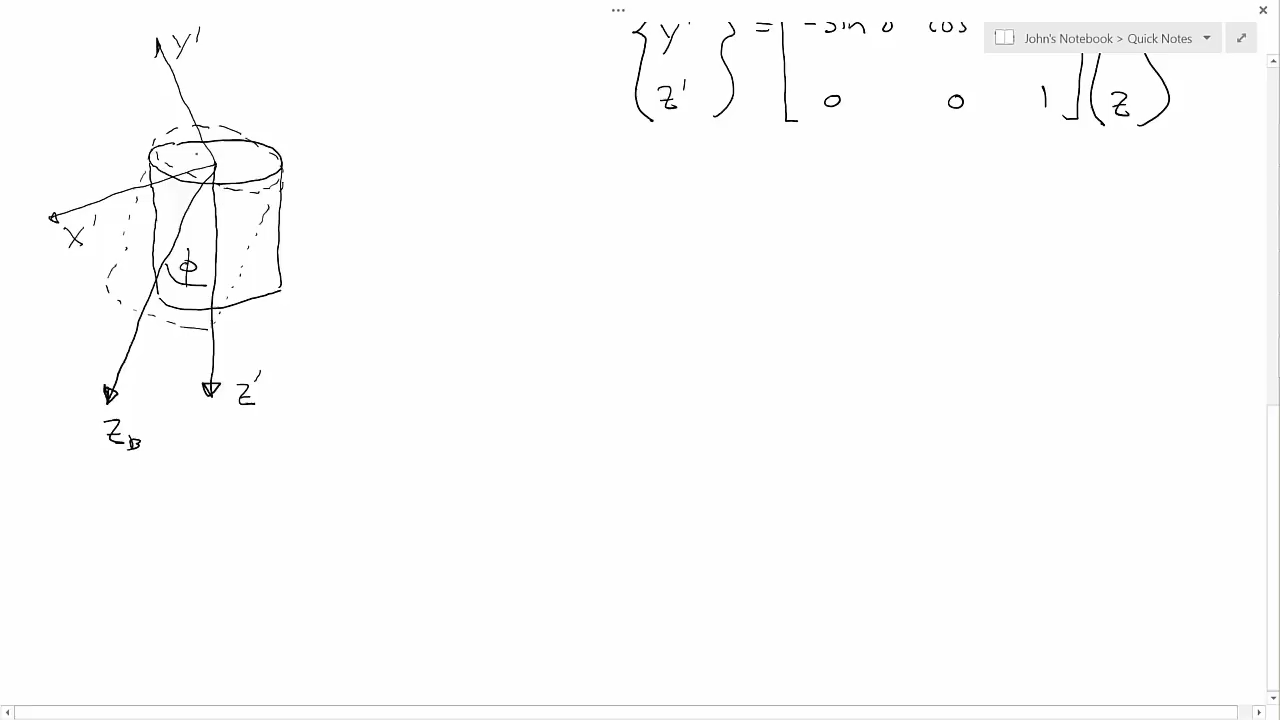 Y'
Y' = -sin θ cos
John's Notebook > Quick Notes
Z' 0 0 1 Z
X'
Φ
Z'
Z_B